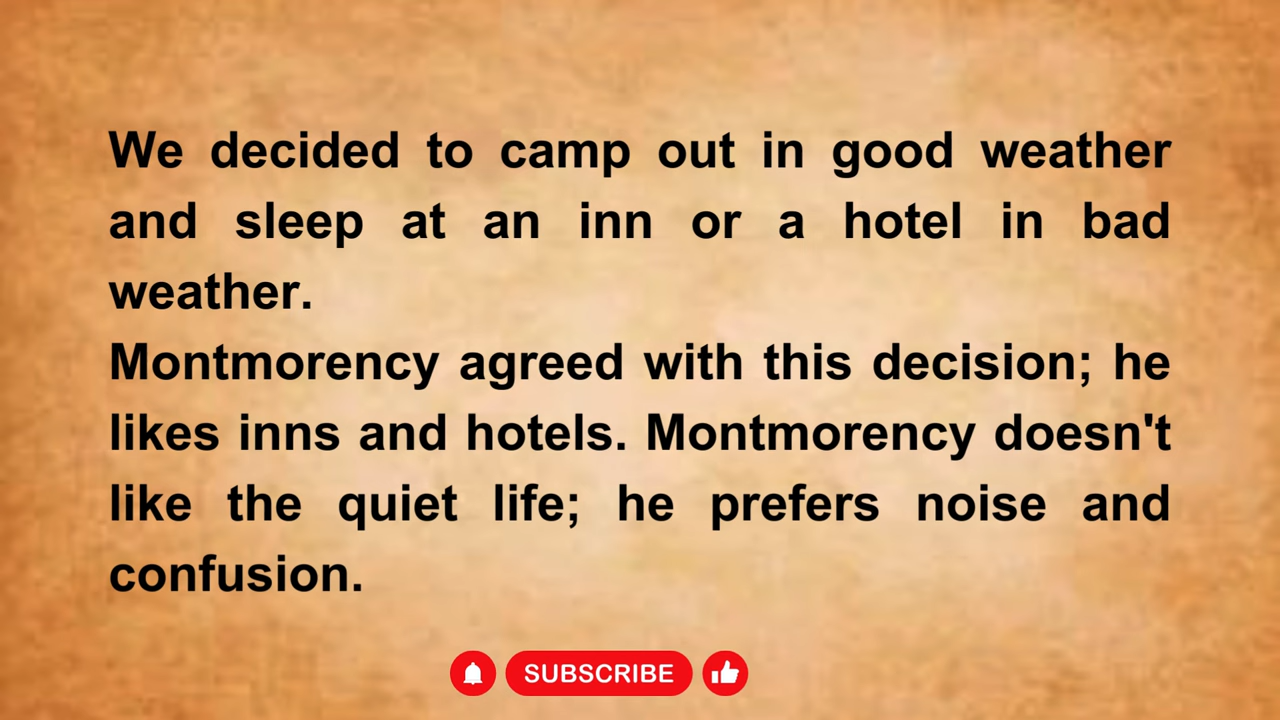 We decided to camp out in good weather
and sleep at an inn or a hotel in bad
weather.
Montmorency agreed with this decision; he
likes inns and hotels. Montmorency doesn't
like the quiet life; he prefers noise and
confusion.
SUBSCRIBE